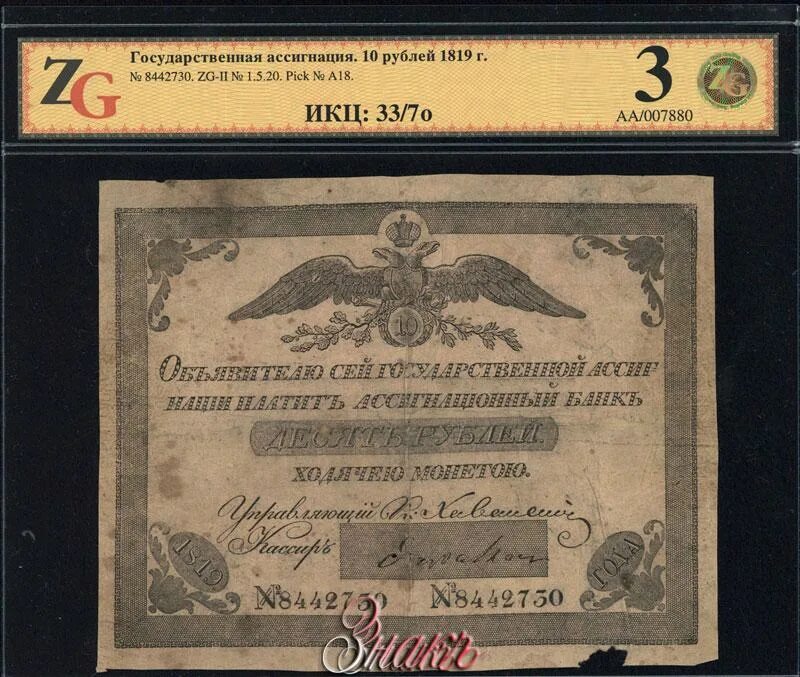 ZG
Государственная ассигнация. 10 рублей 1819 г.
№ 8442730. ZG-II № 1.5.20. Pick № A18.
ИКЦ: 33/7о
3
ZG
AA/007880
10
Объявителю сей государственной ассиг
нации платитъ ассигнационный банкъ
десять рублей.
ходячею монетою.
Управляющій
Кассиръ
1819
года
№8442730 №8442730
Знакъ